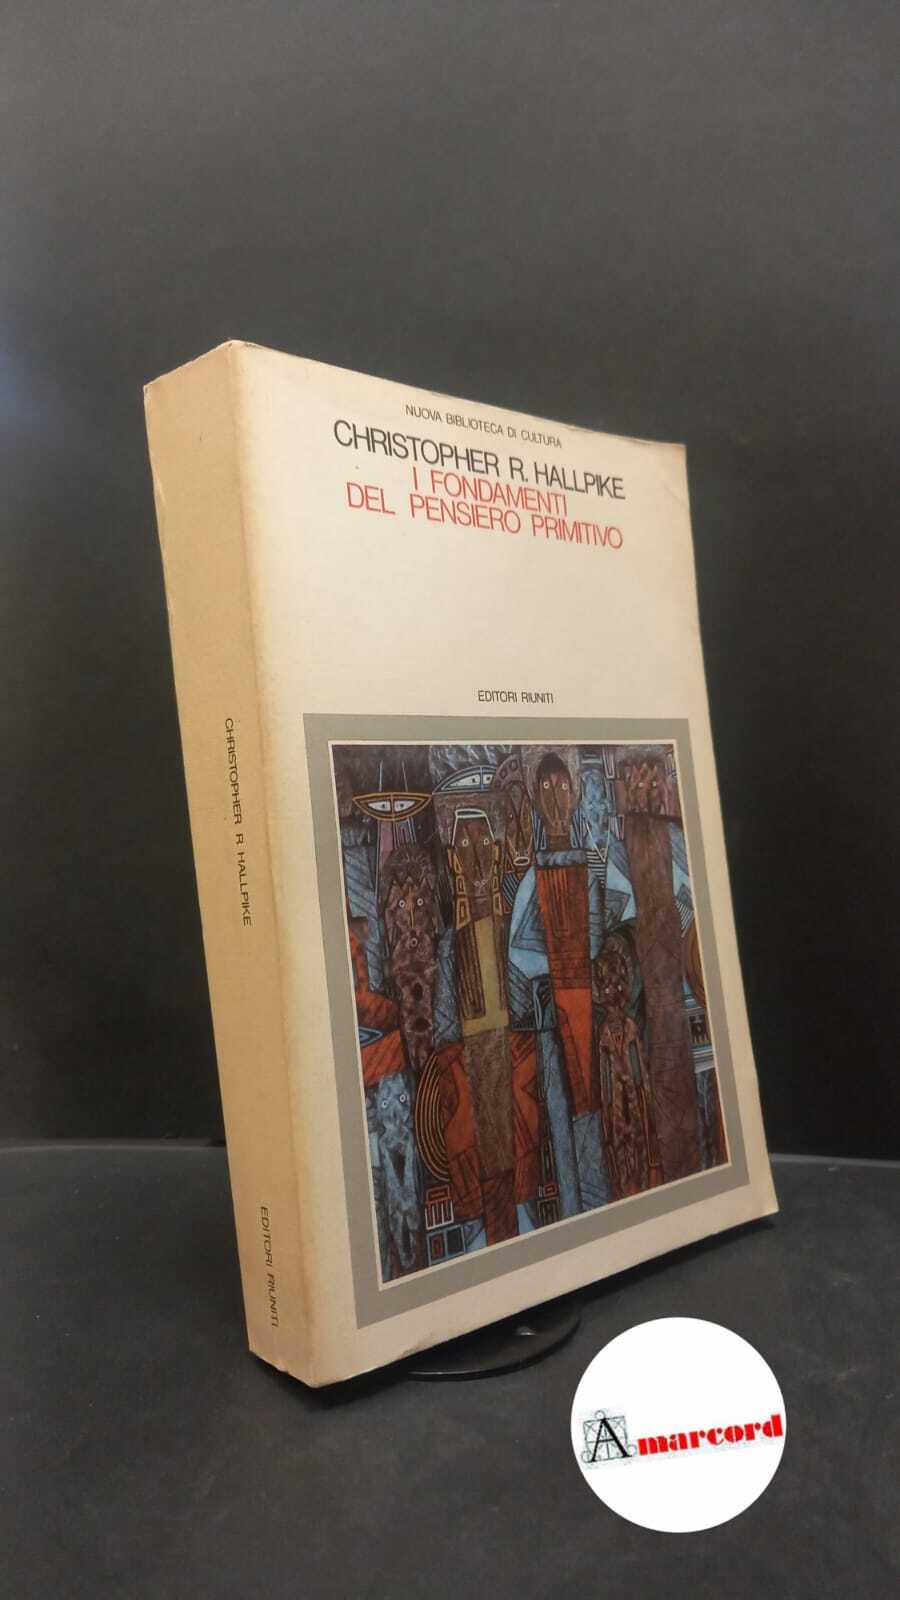 NUOVA BIBLIOTECA DI CULTURA
CHRISTOPHER R. HALLPIKE
I FONDAMENTI
DEL PENSIERO PRIMITIVO
EDITORI RIUNITI
CHRISTOPHER R. HALLPIKE
EDITORI RIUNITI
Amarcord